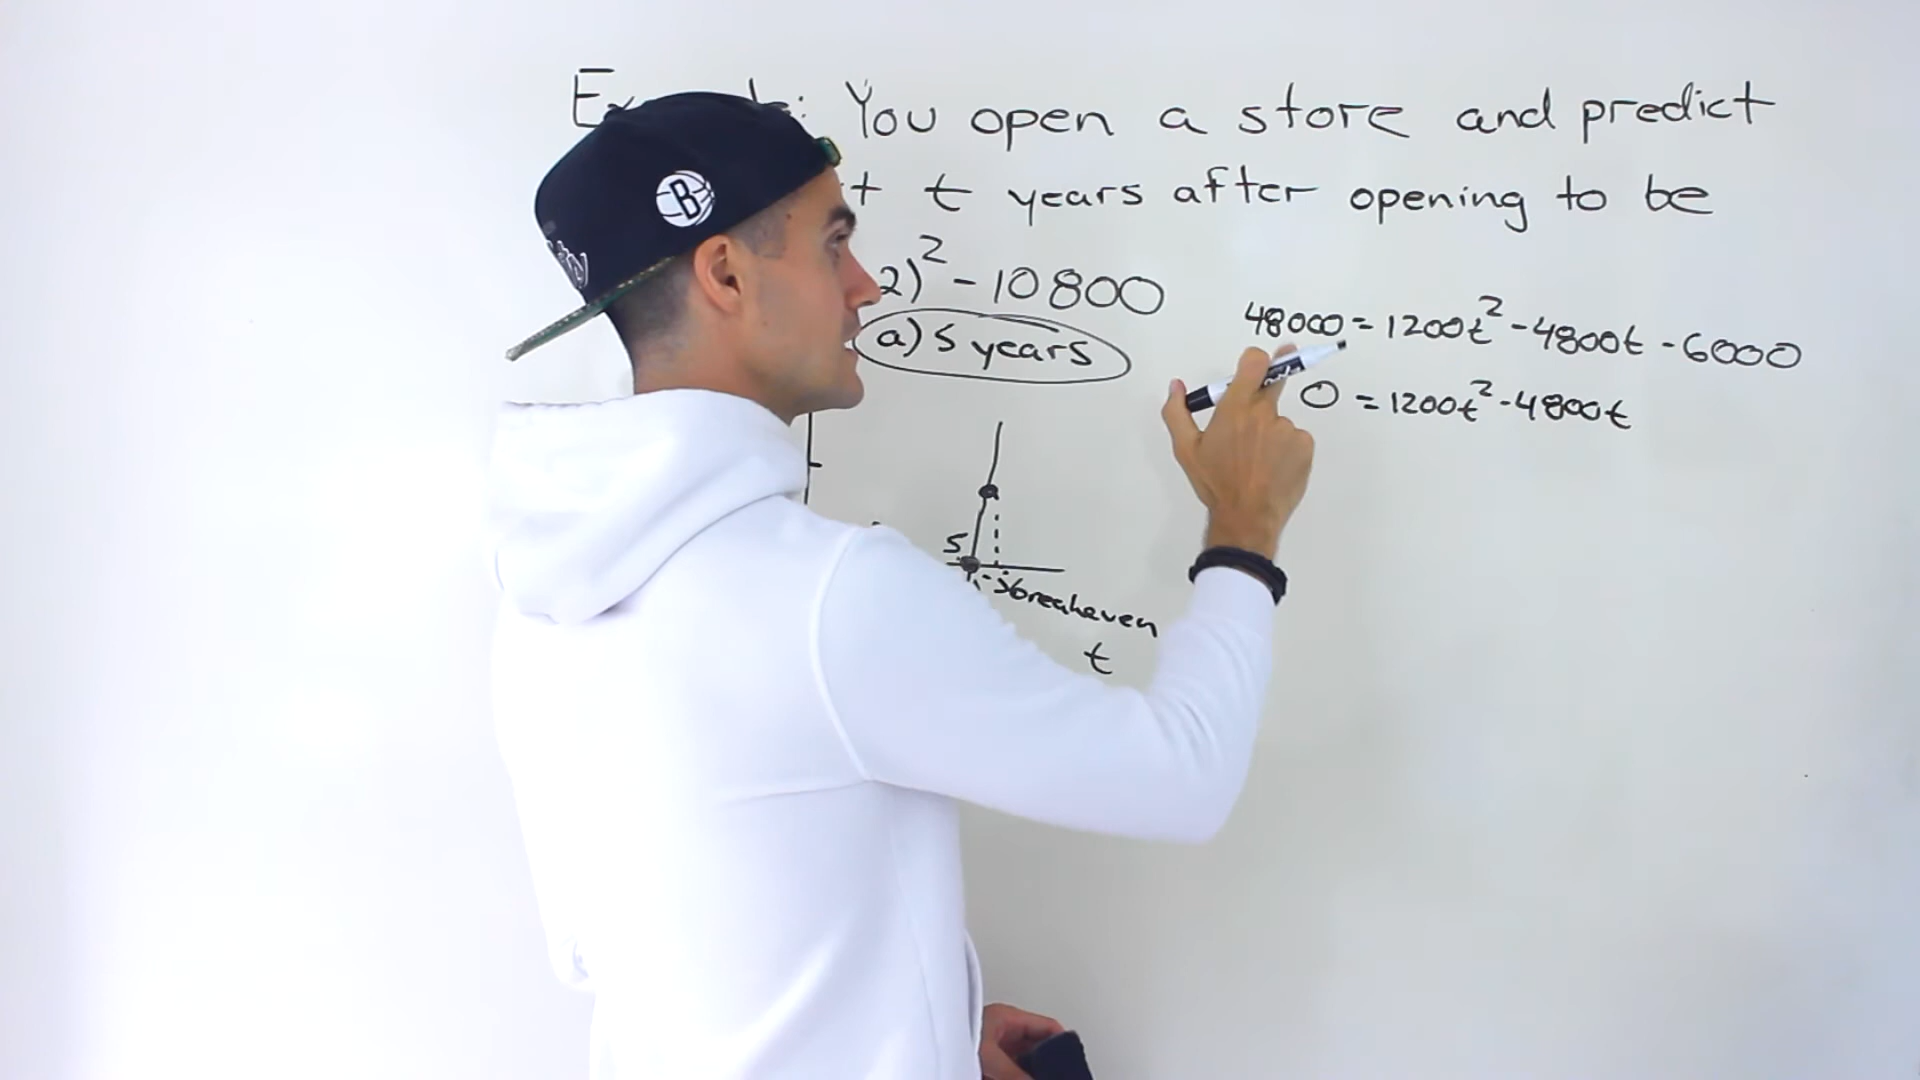 : You open a store and predict
t years after opening to be
2)² - 10800
a) 5 years
48000 = 1200t² - 4800t - 6000
0 = 1200t² - 4800t
5
breakeven
t
B